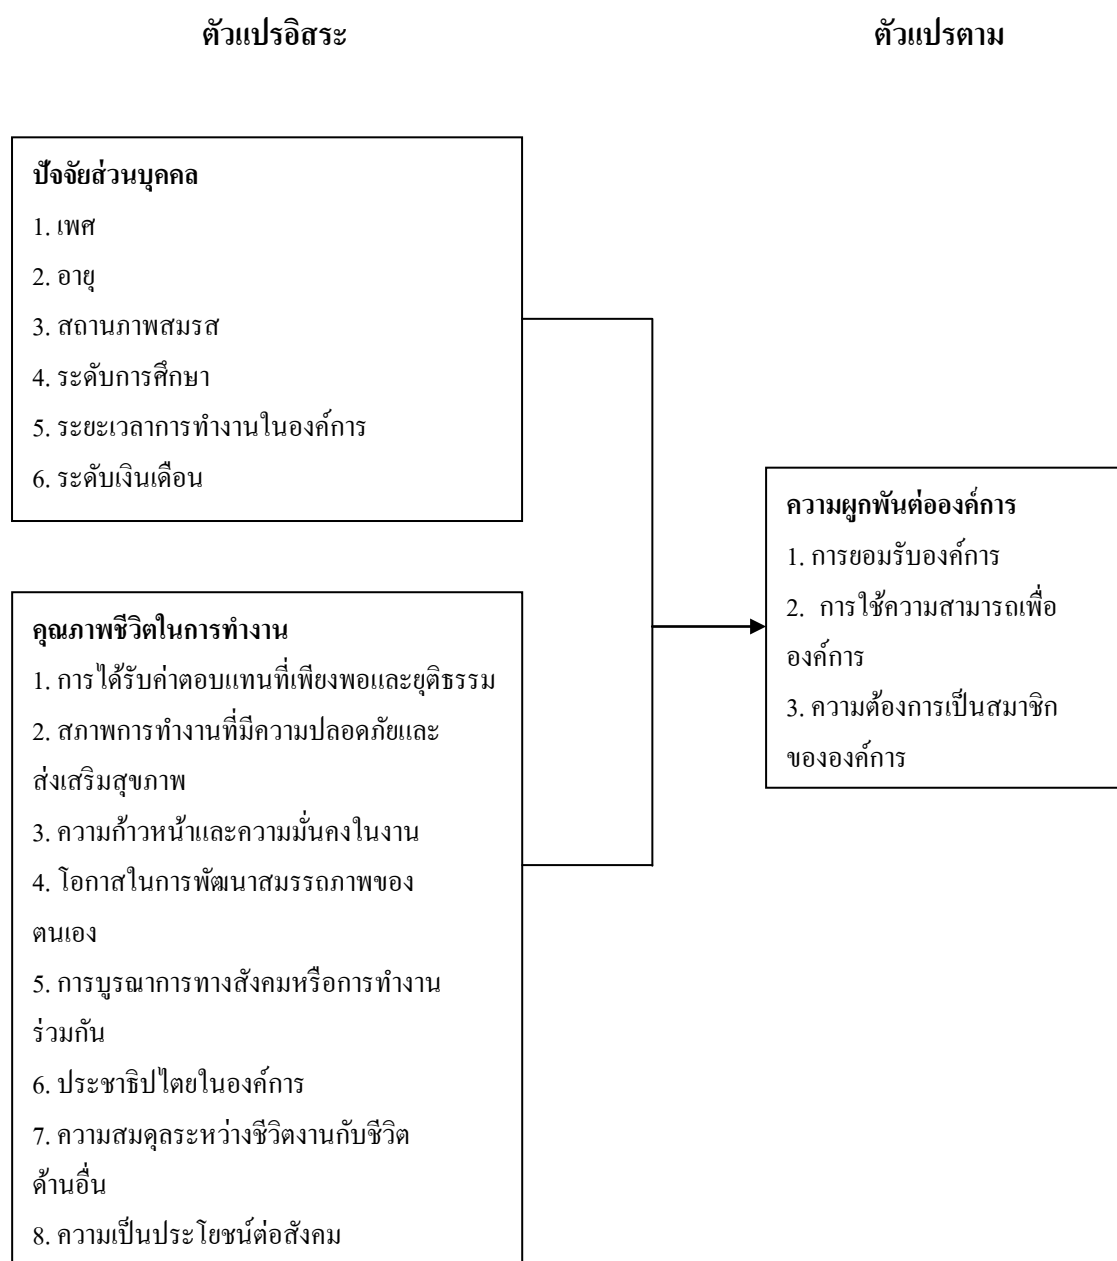 ตัวแปรอิสระ
ตัวแปรตาม
ปัจจัยส่วนบุคคล
1. เพศ
2. อายุ
3. สถานภาพสมรส
4. ระดับการศึกษา
5. ระยะเวลาการทำงานในองค์การ
6. ระดับเงินเดือน
คุณภาพชีวิตในการทำงาน
1. การได้รับค่าตอบแทนที่เพียงพอและยุติธรรม
2. สภาพการทำงานที่มีความปลอดภัยและ
ส่งเสริมสุขภาพ
3. ความก้าวหน้าและความมั่นคงในงาน
4. โอกาสในการพัฒนาสมรรถภาพของ
ตนเอง
5. การบูรณาการทางสังคมหรือการทำงาน
ร่วมกัน
6. ประชาธิปไตยในองค์การ
7. ความสมดุลระหว่างชีวิตงานกับชีวิต
ด้านอื่น
8. ความเป็นประโยชน์ต่อสังคม
ความผูกพันต่อองค์การ
1. การยอมรับองค์การ
2. การใช้ความสามารถเพื่อ
องค์การ
3. ความต้องการเป็นสมาชิก
ขององค์การ